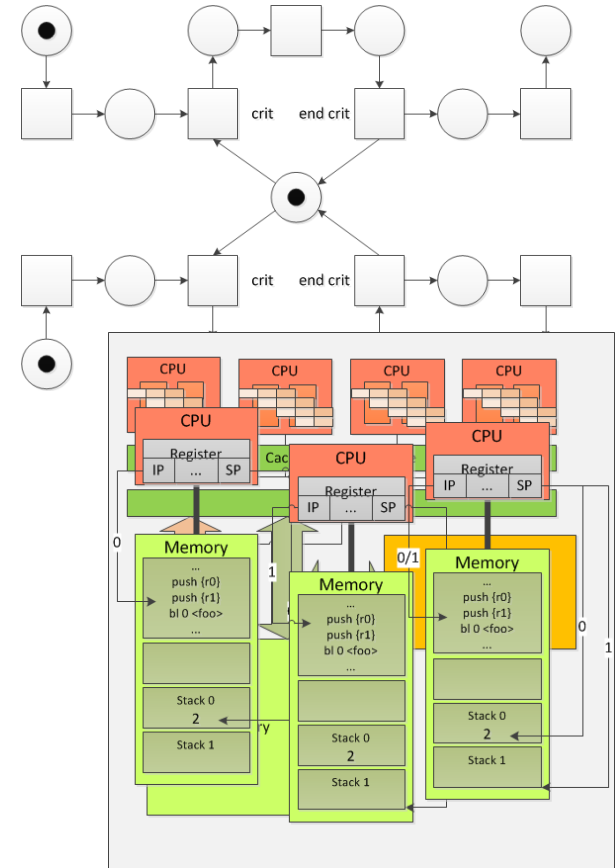 crit end crit
crit end crit
CPU CPU CPU CPU
CPU
Register
IP ... SP
CPU
Register
IP ... SP
CPU
Register
IP ... SP
0
1
0/1
0
1
Memory
...
push {r0}
push {r1}
bl 0 <foo>
...
Stack 0
2
Stack 1
...
push {r0}
push {r1}
bl 0 <foo>
...
Stack 0
2
Stack 1
Memory
...
push {r0}
push {r1}
bl 0 <foo>
...
Stack 0
2
Stack 1